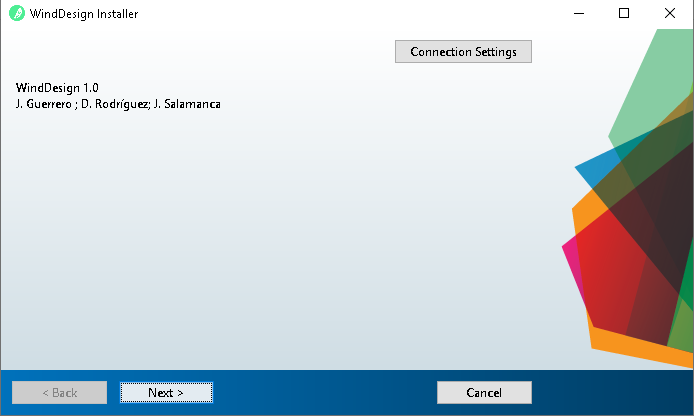 WindDesign Installer
Connection Settings
WindDesign 1.0
J. Guerrero ; D. Rodríguez; J. Salamanca
< Back
Next >
Cancel